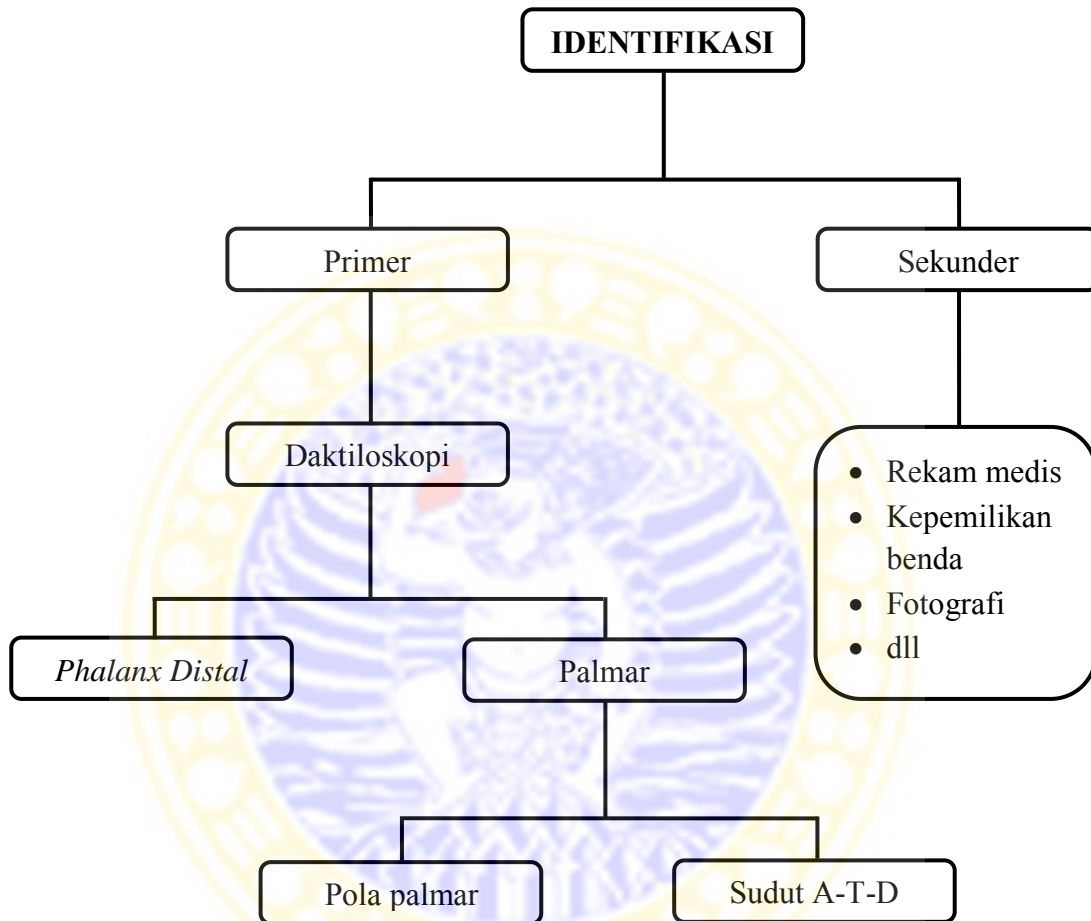 IDENTIFIKASI
Primer
Sekunder
Daktiloskopi
• Rekam medis
• Kepemilikan
benda
• Fotografi
• dll
Phalanx Distal
Palmar
Pola palmar
Sudut A-T-D